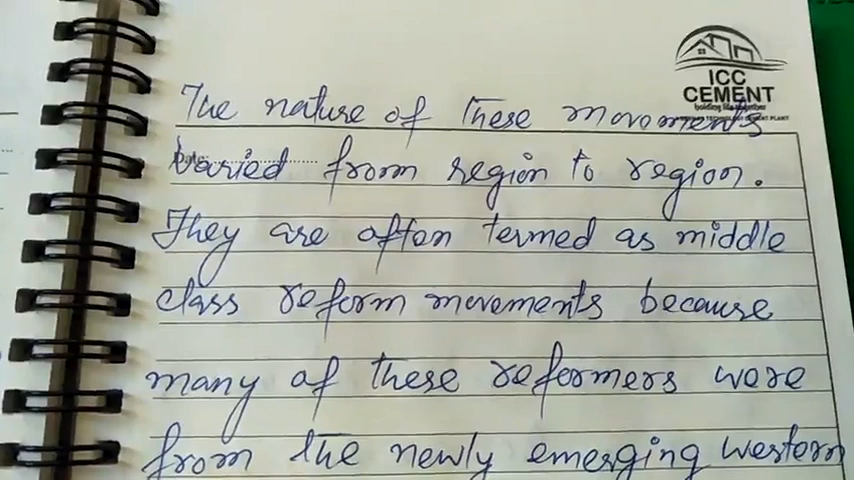 ICC
CEMENT
The nature of these movements
varied from region to region.
They are often termed as middle
class reform movements because
many of these reformers were
from the newly emerging western